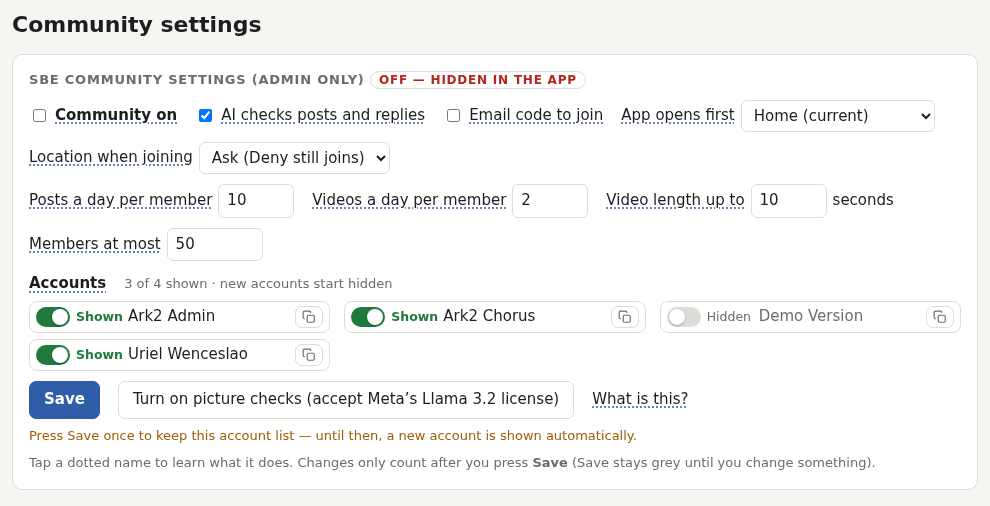 Community settings
SBE COMMUNITY SETTINGS (ADMIN ONLY) OFF — HIDDEN IN THE APP
Community on AI checks posts and replies Email code to join App opens first Home (current)
Location when joining Ask (Deny still joins)
Posts a day per member 10 Videos a day per member 2 Video length up to 10 seconds
Members at most 50
Accounts 3 of 4 shown · new accounts start hidden
Shown Ark2 Admin Shown Ark2 Chorus Hidden Demo Version
Shown Uriel Wenceslao
Save Turn on picture checks (accept Meta’s Llama 3.2 license) What is this?
Press Save once to keep this account list — until then, a new account is shown automatically.
Tap a dotted name to learn what it does. Changes only count after you press Save (Save stays grey until you change something).